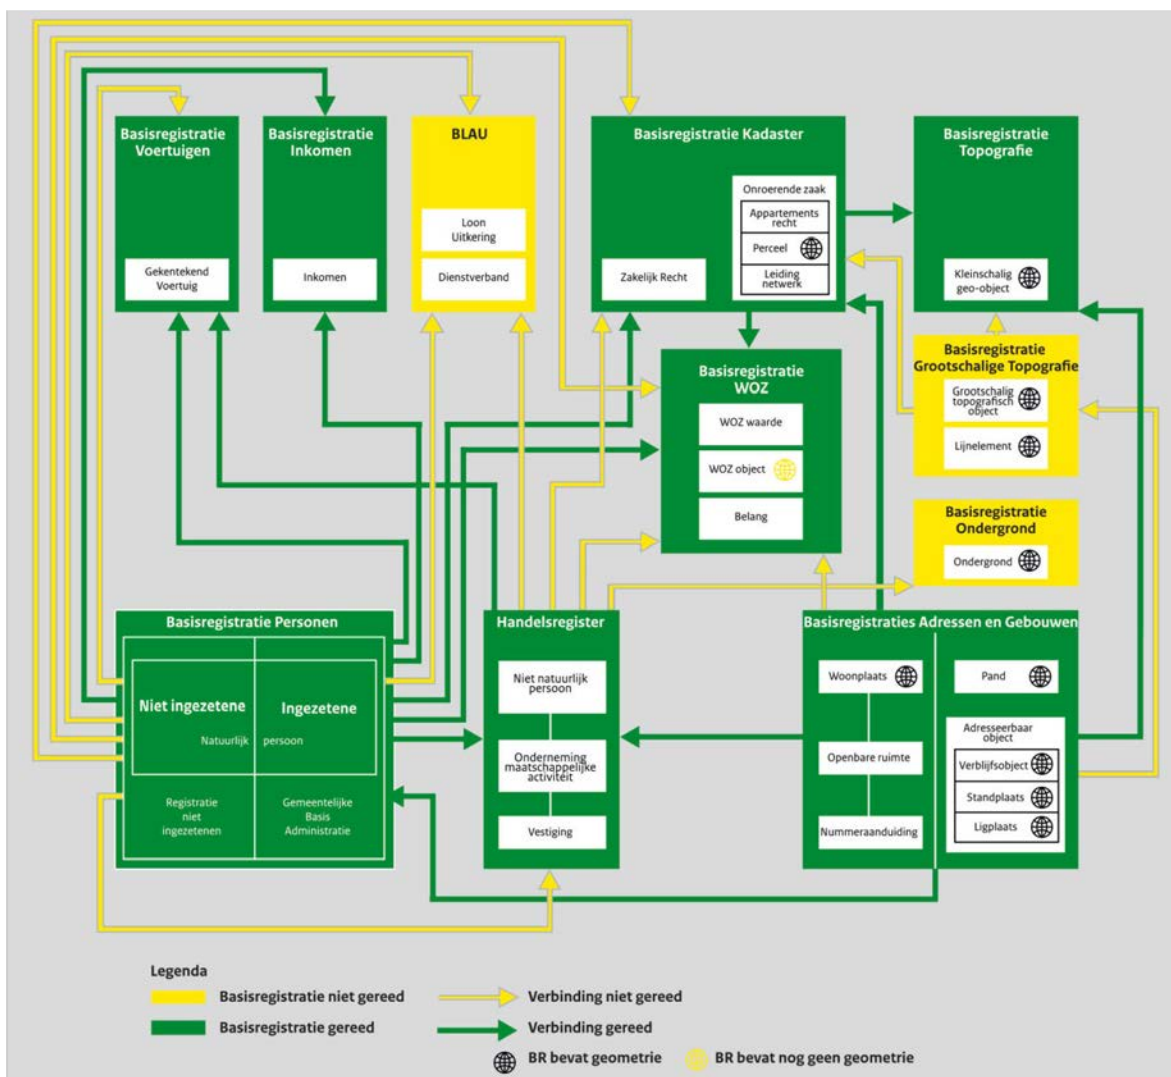 Basisregistratie
Voertuigen
Gekentekend
Voertuig
Basisregistratie
Inkomen
Inkomen
BLAU
Loon
Uitkering
Dienstverband
Basisregistratie Kadaster
Onroerende zaak
Appartements
recht
Perceel
Leiding
netwerk
Zakelijk Recht
Basisregistratie
Topografie
Kleinschalig
geo-object
Basisregistratie
WOZ
WOZ waarde
WOZ object
Belang
Basisregistratie
Grootschalige Topografie
Grootschalig
topografisch
object
Lijnelement
Basisregistratie
Ondergrond
Ondergrond
Basisregistratie Personen
Niet ingezetene
Ingezetene
Natuurlijk persoon
Registratie
niet
ingezetenen
Gemeentelijke
Basis
Administratie
Handelsregister
Niet natuurlijk
persoon
Onderneming
maatschappelijke
activiteit
Vestiging
Basisregistraties Adressen en Gebouwen
Woonplaats
Openbare ruimte
Nummeraanduiding
Pand
Adresseerbaar
object
Verblijfsobject
Standplaats
Ligplaats
Legenda
Basisregistratie niet gereed
Verbinding niet gereed
Basisregistratie gereed
Verbinding gereed
BR bevat geometrie
BR bevat nog geen geometrie